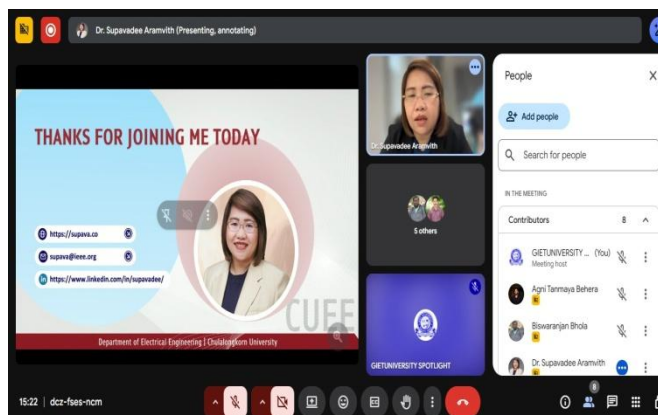 Dr. Supavadee Aramvith (Presenting, annotating)
THANKS FOR JOINING ME TODAY
https://supava.co
supava@ieee.org
in https://www.linkedin.com/in/supavadee/
CUEE
Department of Electrical Engineering | Chulalongkorn University
Dr. Supavadee Aramvith
5 others
GIETUNIVERSITY SPOTLIGHT
People
Add people
Search for people
IN THE MEETING
Contributors 8
GIETUNIVERSITY ... (You)
Meeting host
Agni Tanmaya Behera
Biswaranjan Bhola
Dr. Supavadee Aramvith
15:22 | dcz-fses-ncm
8